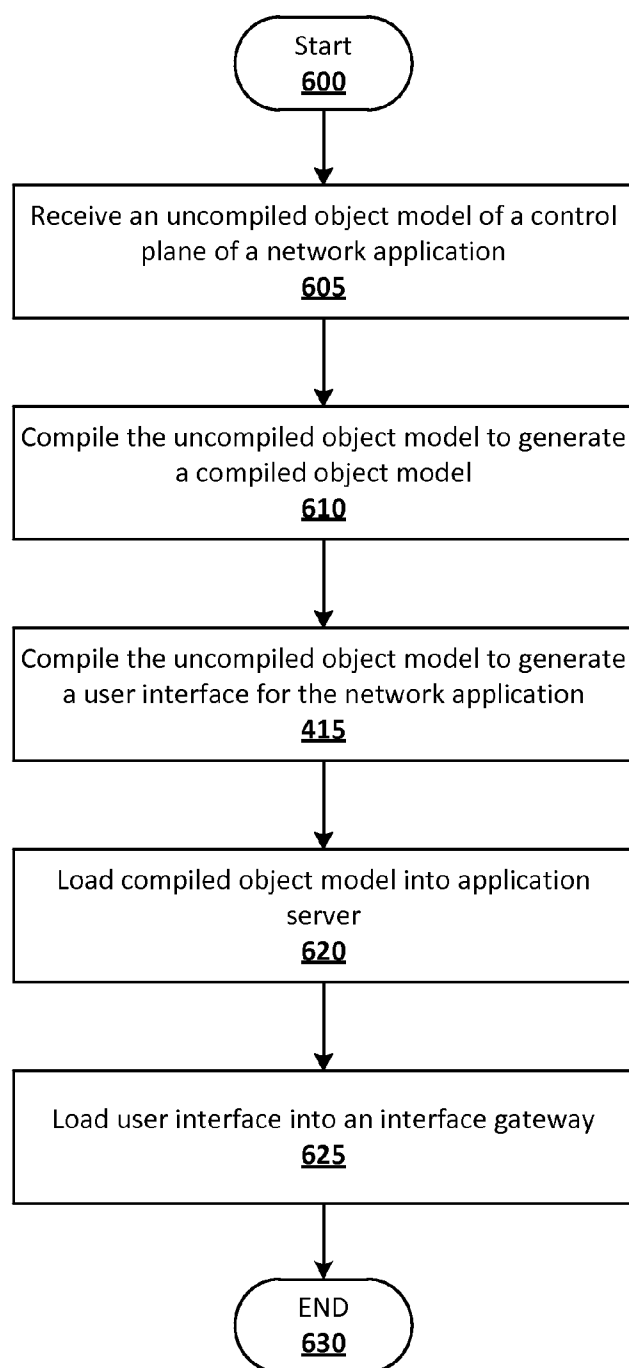 Start
600
Receive an uncompiled object model of a control
plane of a network application
605
Compile the uncompiled object model to generate
a compiled object model
610
Compile the uncompiled object model to generate
a user interface for the network application
415
Load compiled object model into application
server
620
Load user interface into an interface gateway
625
END
630